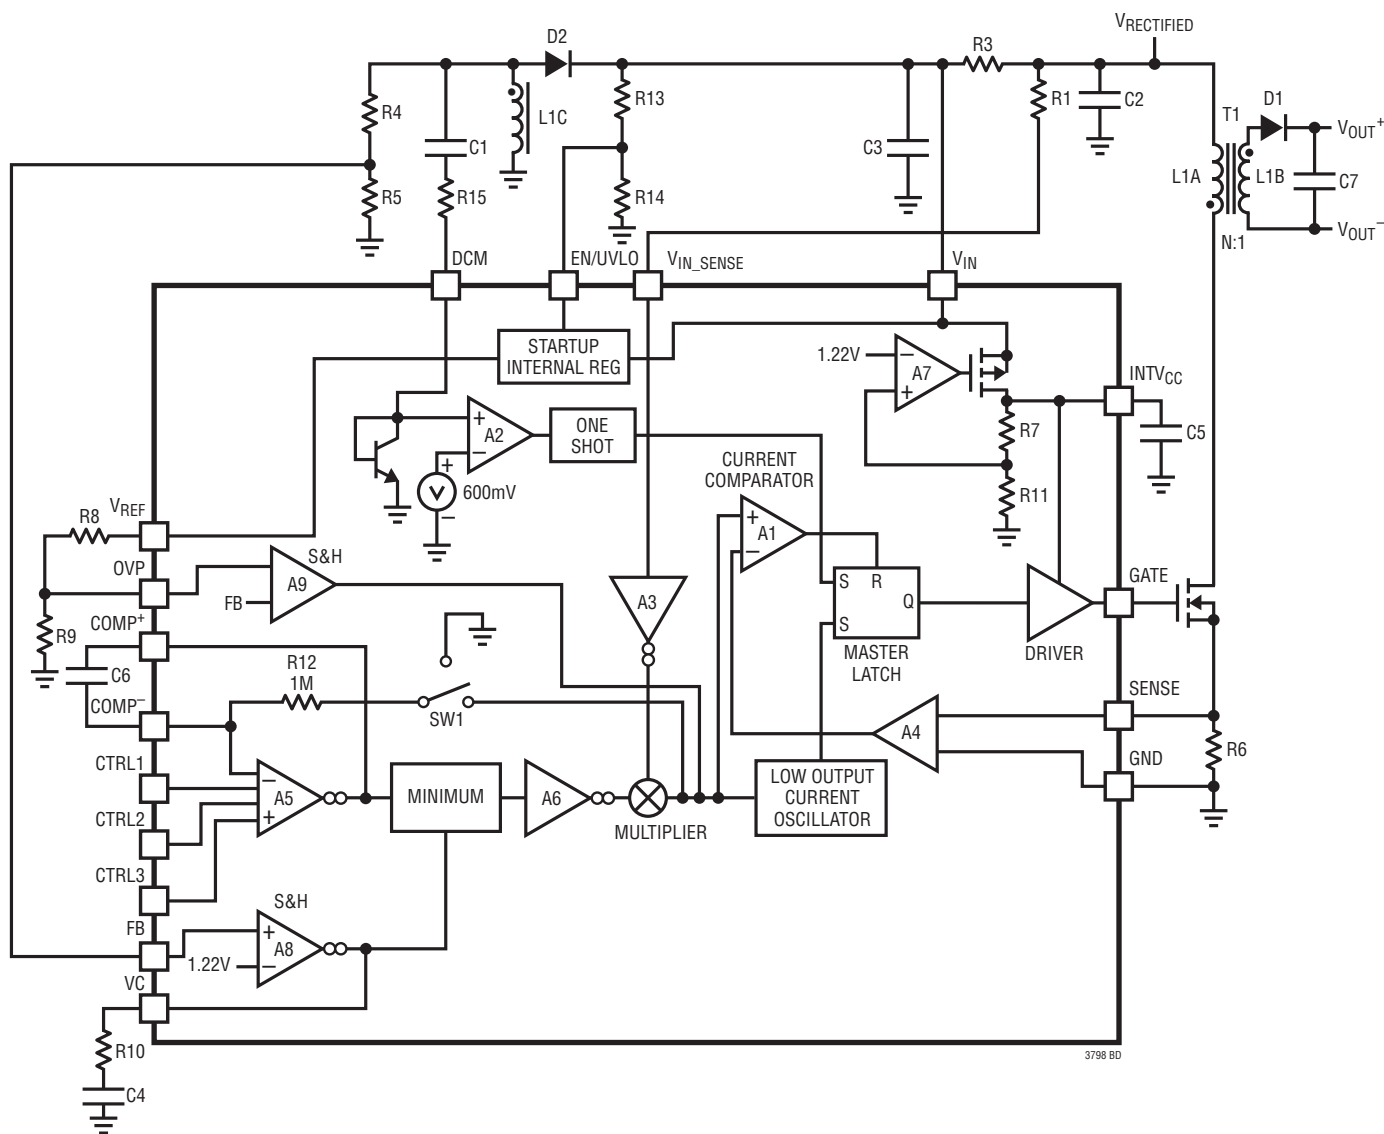 VRECTIFIED
D2
R3
R4
C1
L1C
R13
C3
R1
C2
T1
D1
VOUT+
R5
R15
R14
L1A
L1B
C7
N:1
VOUT–
DCM
EN/UVLO
VIN_SENSE
VIN
STARTUP
INTERNAL REG
1.22V
–
A7
+
INTVCC
+
A2
–
ONE
SHOT
R7
C5
+
V
–
600mV
CURRENT
COMPARATOR
R11
VREF
R8
+
A1
–
OVP
S&H
A9
FB
A3
S
R
Q
S
GATE
COMP+
R9
MASTER
LATCH
DRIVER
C6
R12
1M
COMP–
SW1
SENSE
A4
R6
CTRL1
–
A5
+
MINIMUM
A6
MULTIPLIER
LOW OUTPUT
CURRENT
OSCILLATOR
GND
CTRL2
CTRL3
S&H
FB
+
A8
–
1.22V
VC
R10
C4
3798 BD